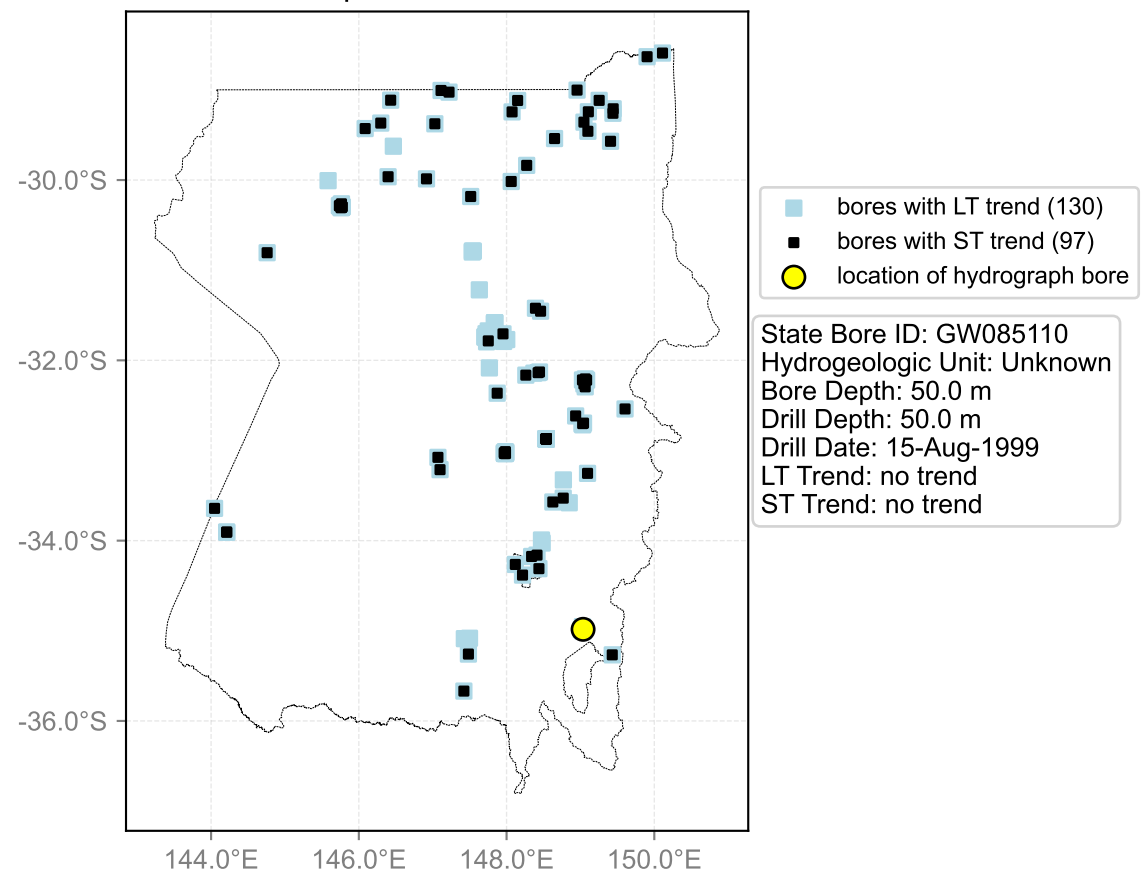 -30.0°S
-32.0°S
-34.0°S
-36.0°S
144.0°E 146.0°E 148.0°E 150.0°E
bores with LT trend (130)
bores with ST trend (97)
location of hydrograph bore
State Bore ID: GW085110
Hydrogeologic Unit: Unknown
Bore Depth: 50.0 m
Drill Depth: 50.0 m
Drill Date: 15-Aug-1999
LT Trend: no trend
ST Trend: no trend